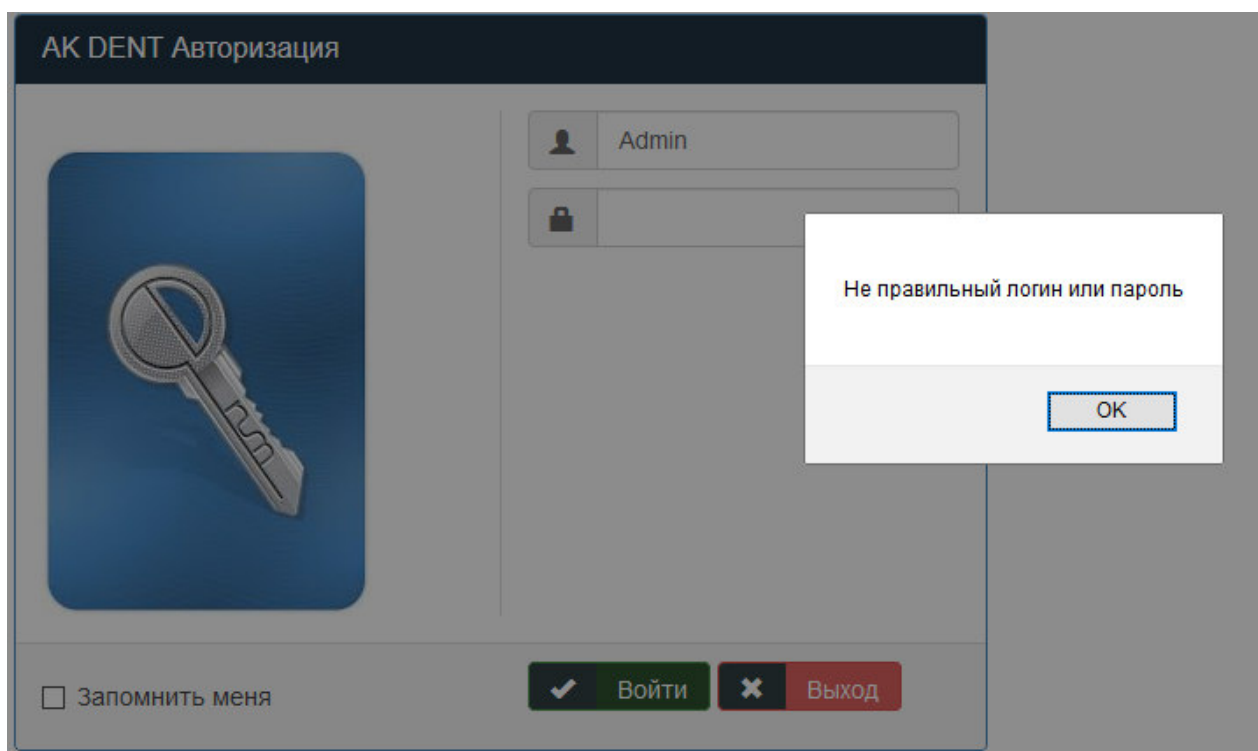 AK DENT Авторизация
Admin
Не правильный логин или пароль
OK
Запомнить меня
Войти
Выход